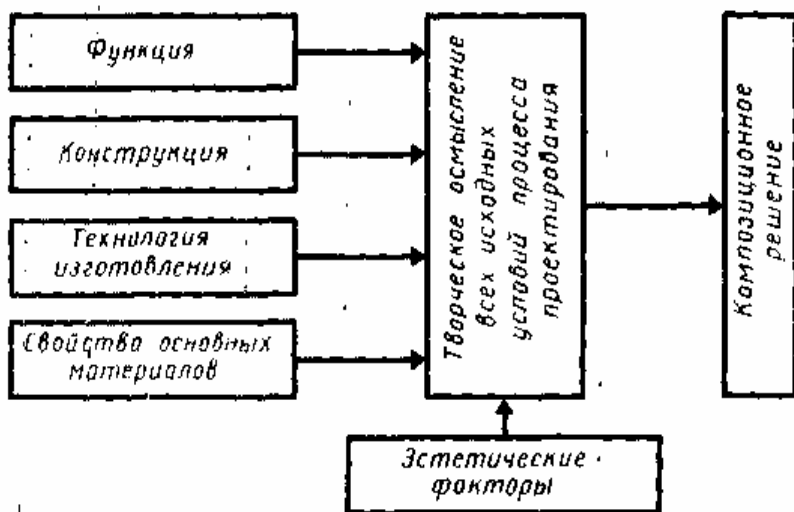 Функция
Конструкция
Технология
изготовления
Свойства основных
материалов
Творческое осмысление
всех исходных
условий процесса
проектирования
Эстетические
факторы
Композиционное
решение